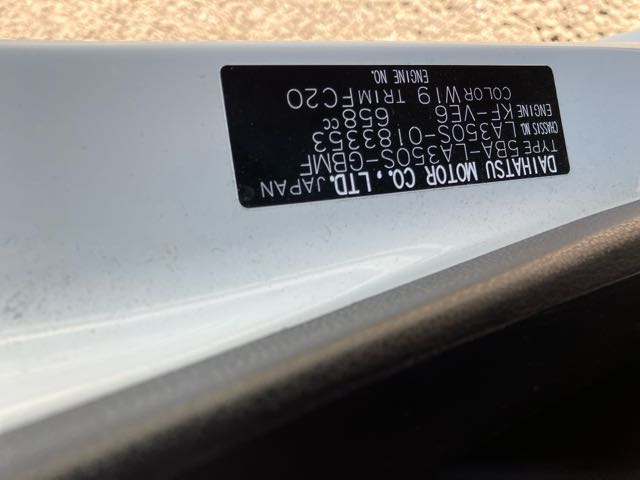 DAIHATSU MOTOR CO., LTD. JAPAN
TYPE 5BA-LA350S-GBMF
CHASSIS NO. LA350S-0183353
ENGINE KF-VE6 658cc
COLOR W19 TRIM FC20
ENGINE NO.